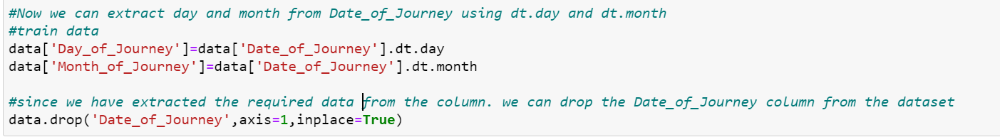 #Now we can extract day and month from Date_of_Journey using dt.day and dt.month
#train data
data['Day_of_Journey']=data['Date_of_Journey'].dt.day
data['Month_of_Journey']=data['Date_of_Journey'].dt.month
#since we have extracted the required data from the column. we can drop the Date_of_Journey column from the dataset
data.drop('Date_of_Journey',axis=1,inplace=True)